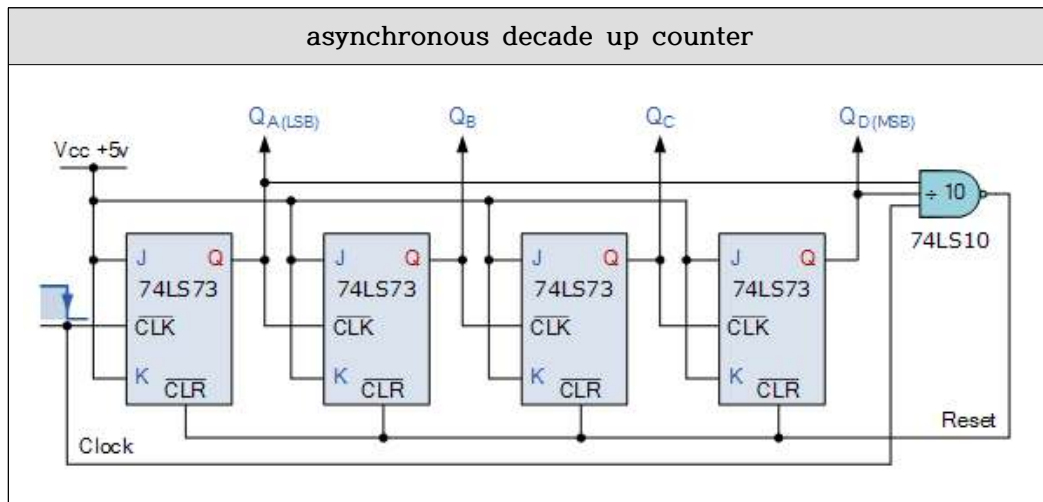 asynchronous decade up counter
QA(LSB) QB QC QD(MSB)
Vcc +5v
÷ 10
74LS10
J Q J Q J Q J Q
74LS73 74LS73 74LS73 74LS73
CLK CLK CLK CLK
K CLR K CLR K CLR K CLR
Reset
Clock